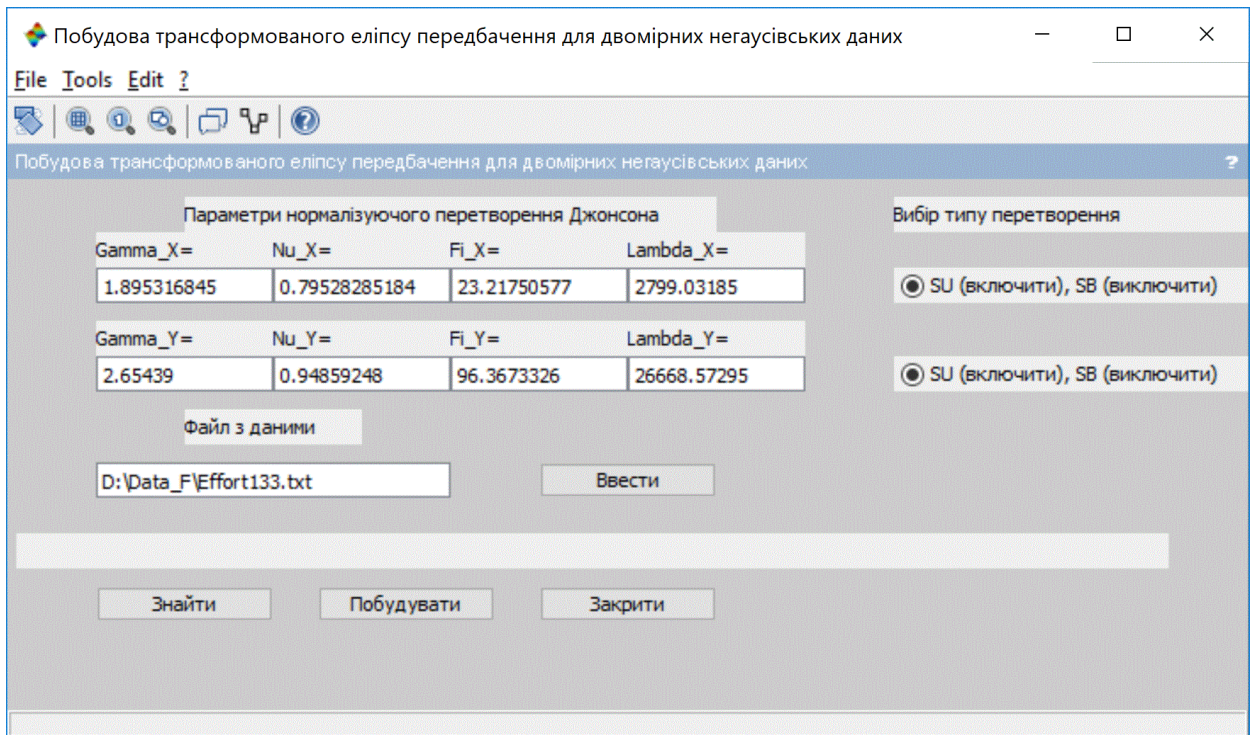 Побудова трансформованого еліпсу передбачення для двомірних негаусівських даних
File Tools Edit ?
Побудова трансформованого еліпсу передбачення для двомірних негаусівських даних ?
Параметри нормалізуючого перетворення Джонсона Вибір типу перетворення
Gamma_X= Nu_X= Fi_X= Lambda_X=
1.895316845 0.79528285184 23.21750577 2799.03185 SU (включити), SB (виключити)
Gamma_Y= Nu_Y= Fi_Y= Lambda_Y=
2.65439 0.94859248 96.3673326 26668.57295 SU (включити), SB (виключити)
Файл з даними
D:\Data_F\Effort133.txt Ввести
Знайти Побудувати Закрити